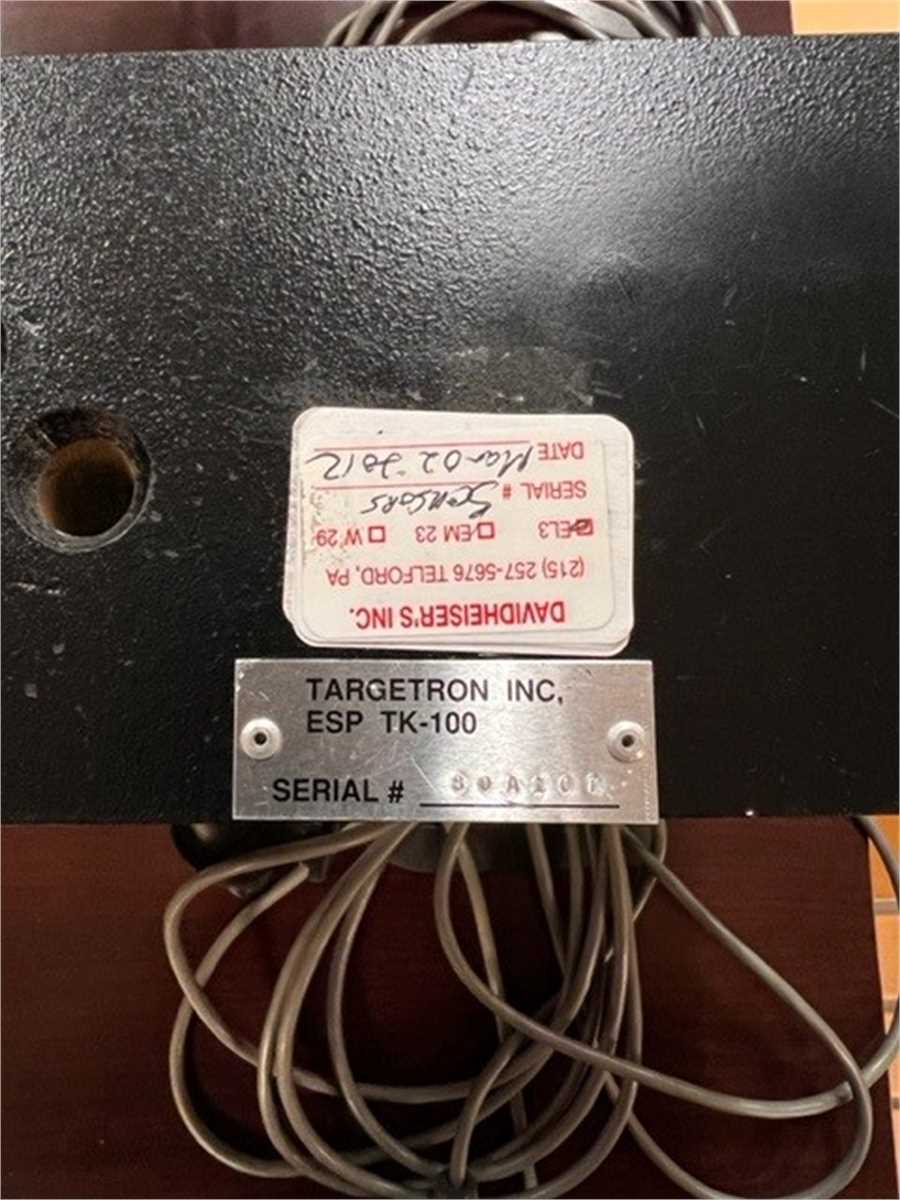 DAVIDHEISER'S INC.
(215) 257-5676 TELFORD, PA
EL3 EM 23 W 29
SERIAL # Sensors
DATE Mar 02 2012
TARGETRON INC,
ESP TK-100
SERIAL #